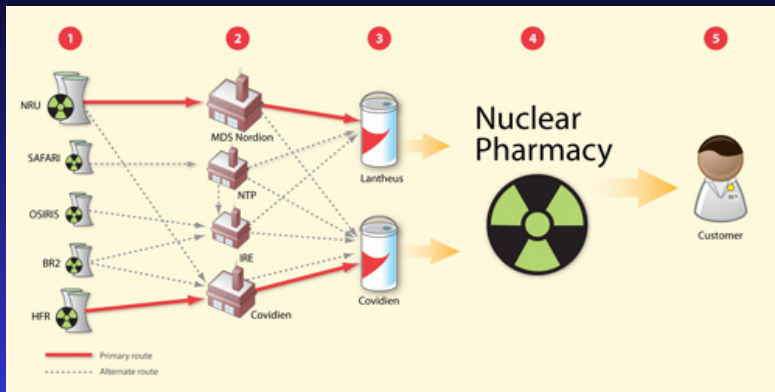 1
2
3
4
5
NRU
MDS Nordion
SAFARI
NTP
OSIRIS
IRE
BR2
HFR
Covidien
Lantheus
Covidien
Nuclear
Pharmacy
Customer
Primary route
Alternate route